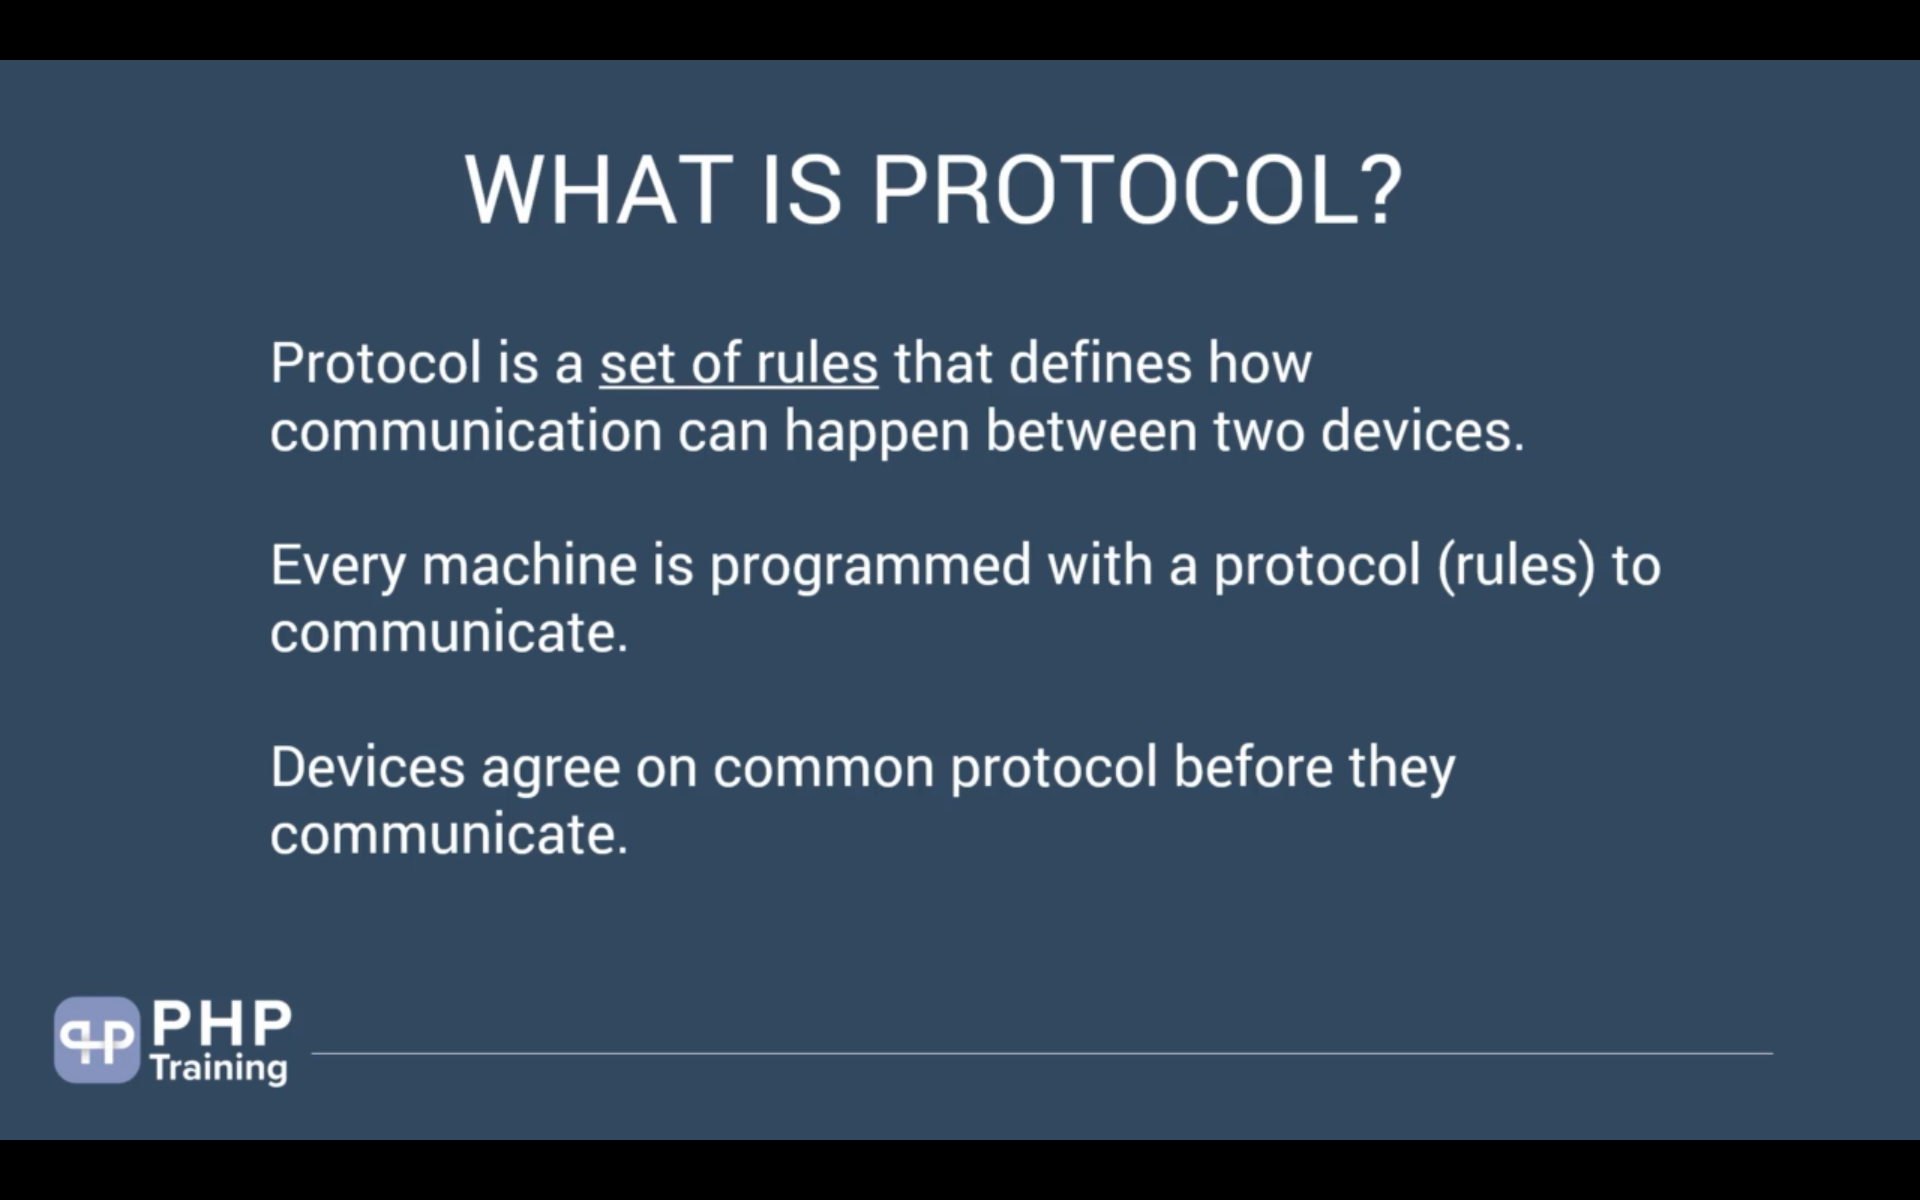 WHAT IS PROTOCOL?
Protocol is a set of rules that defines how
communication can happen between two devices.
Every machine is programmed with a protocol (rules) to
communicate.
Devices agree on common protocol before they
communicate.
PHP
Training